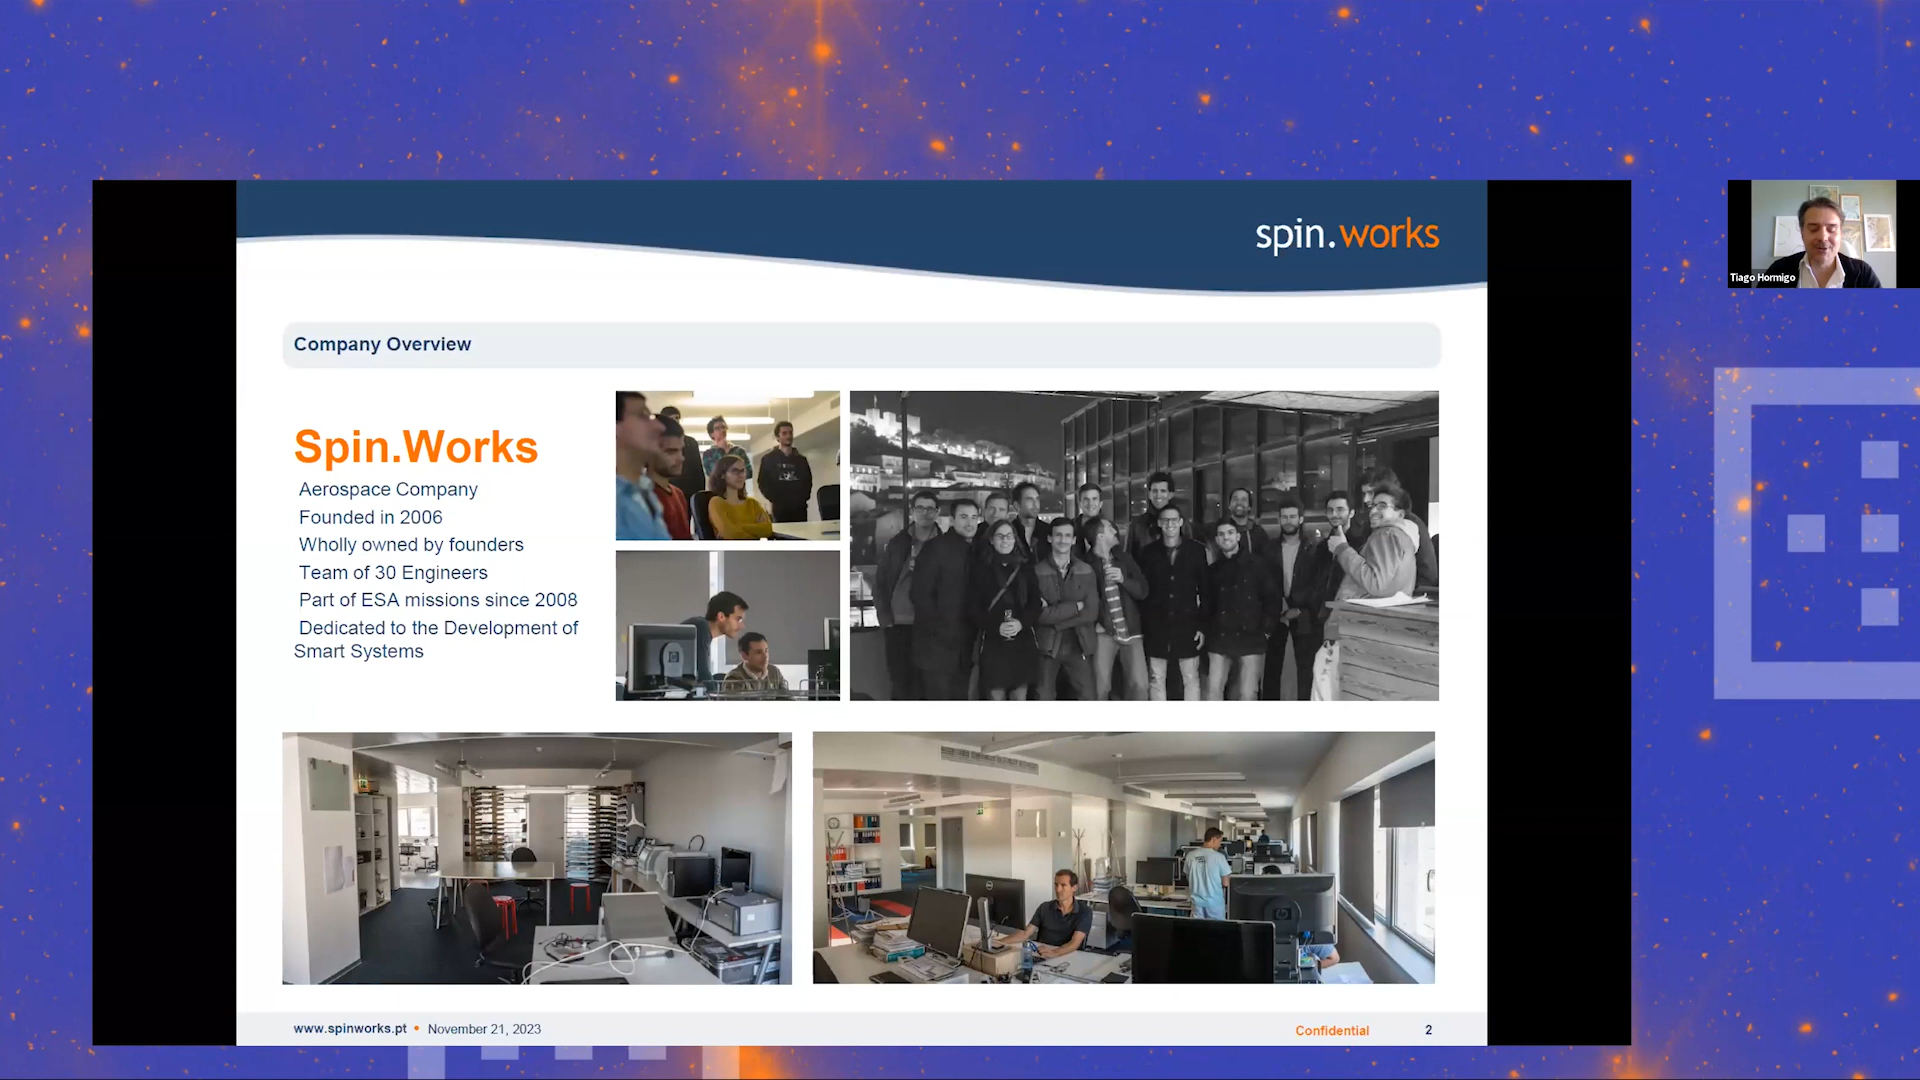 spin.works
Tiago Hormigo
Company Overview
Spin.Works
Aerospace Company
Founded in 2006
Wholly owned by founders
Team of 30 Engineers
Part of ESA missions since 2008
Dedicated to the Development of
Smart Systems
www.spinworks.pt • November 21, 2023
Confidential
2